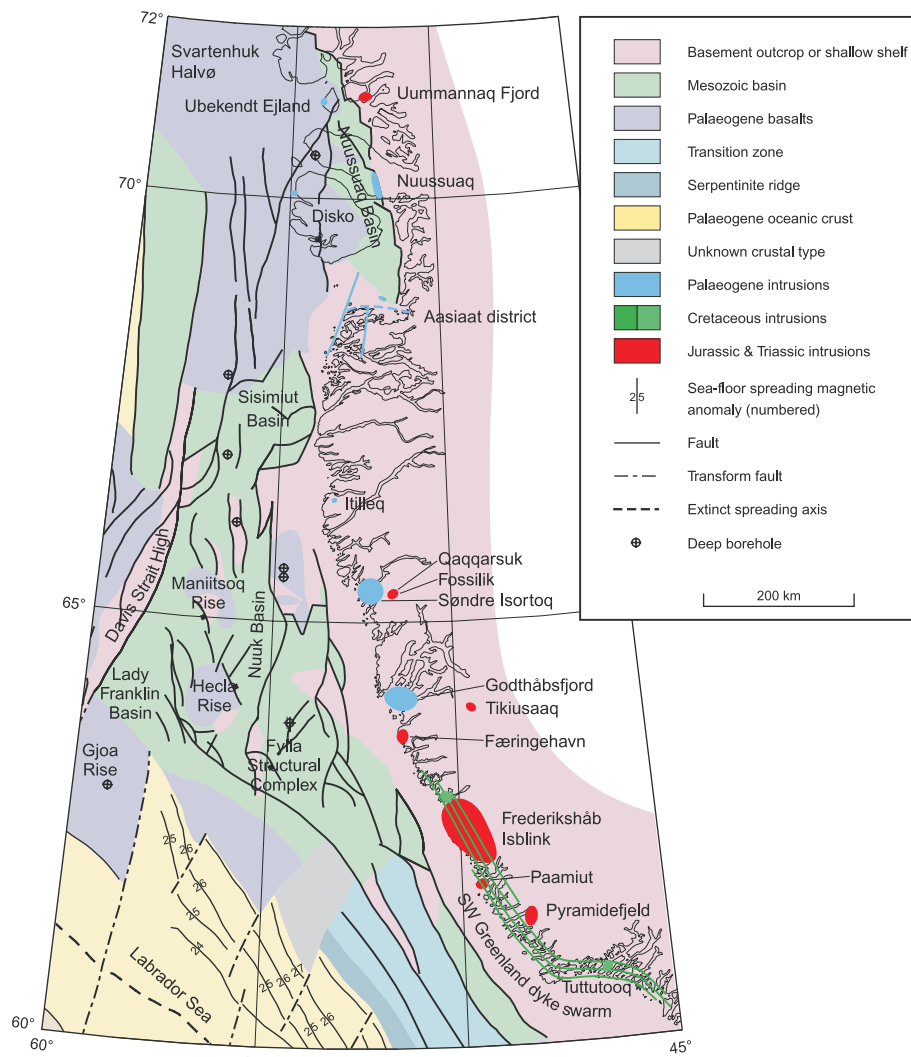 72°
Svartenhuk
Halvø
Ubekendt Ejland
Uummannaq Fjord
Nuussuaq Basin
70°
Nuussuaq
Disko
Aasiaat district
Sisimiut
Basin
Itilleq
Davis Strait High
Maniitsoq
Rise
Nuuk Basin
Qaqqarsuk
Fossilik
Søndre Isortoq
65°
Lady
Franklin
Basin
Hecla
Rise
Godthåbsfjord
Tikiusaaq
Færingehavn
Gjoa
Rise
Fylla
Structural
Complex
Frederikshåb
Isblink
Paamiut
Pyramidefjeld
SW Greenland dyke swarm
Tuttutooq
Labrador Sea
25
26
26
25
24
25
26
27
25
26
60°
60°
45°
Basement outcrop or shallow shelf
Mesozoic basin
Palaeogene basalts
Transition zone
Serpentinite ridge
Palaeogene oceanic crust
Unknown crustal type
Palaeogene intrusions
Cretaceous intrusions
Jurassic & Triassic intrusions
25
Sea-floor spreading magnetic
anomaly (numbered)
Fault
Transform fault
Extinct spreading axis
Deep borehole
200 km